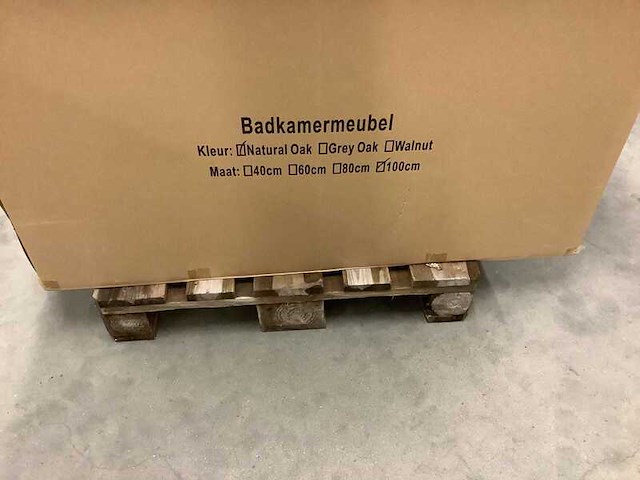 Badkamermeubel
Kleur: ☑Natural Oak ☐Grey Oak ☐Walnut
Maat: ☐40cm ☐60cm ☐80cm ☑100cm